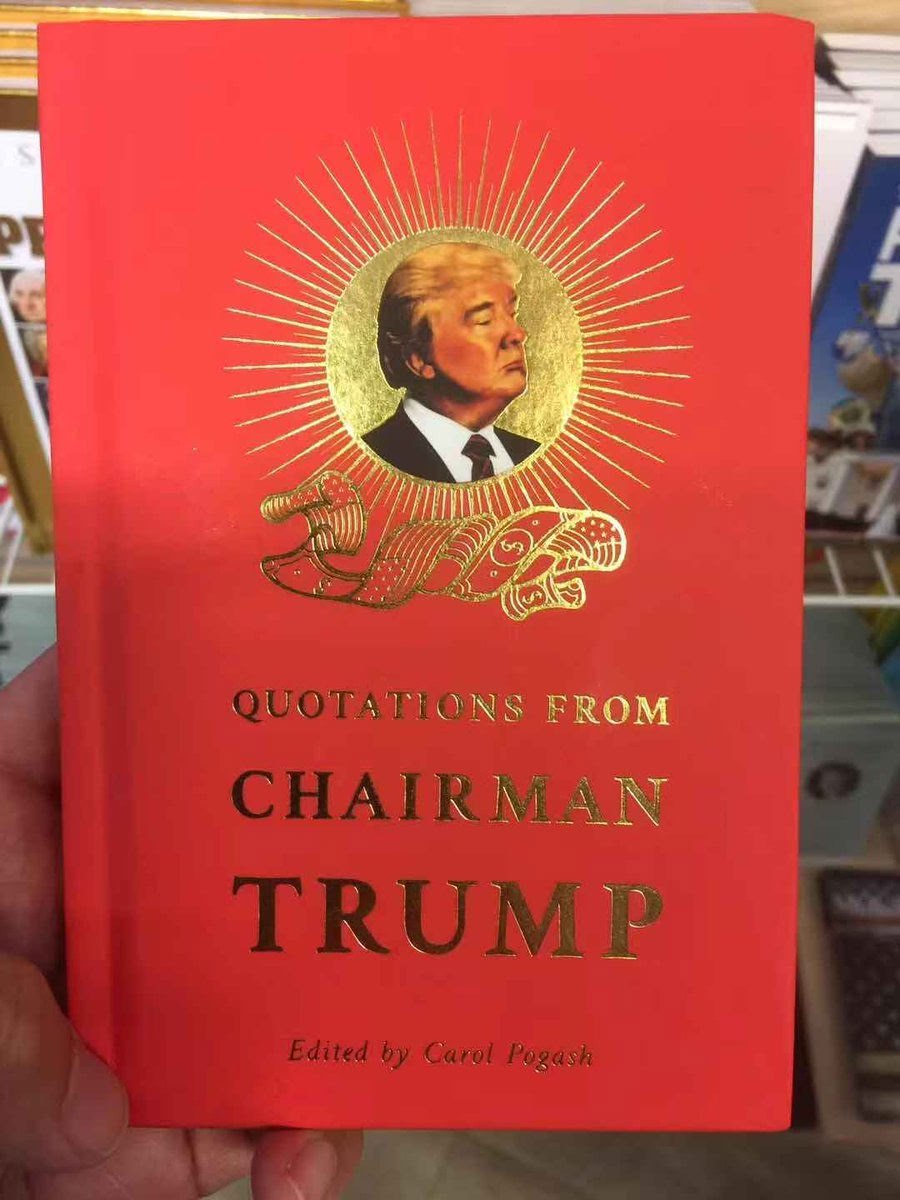 QUOTATIONS FROM
CHAIRMAN
TRUMP
Edited by Carol Pogash